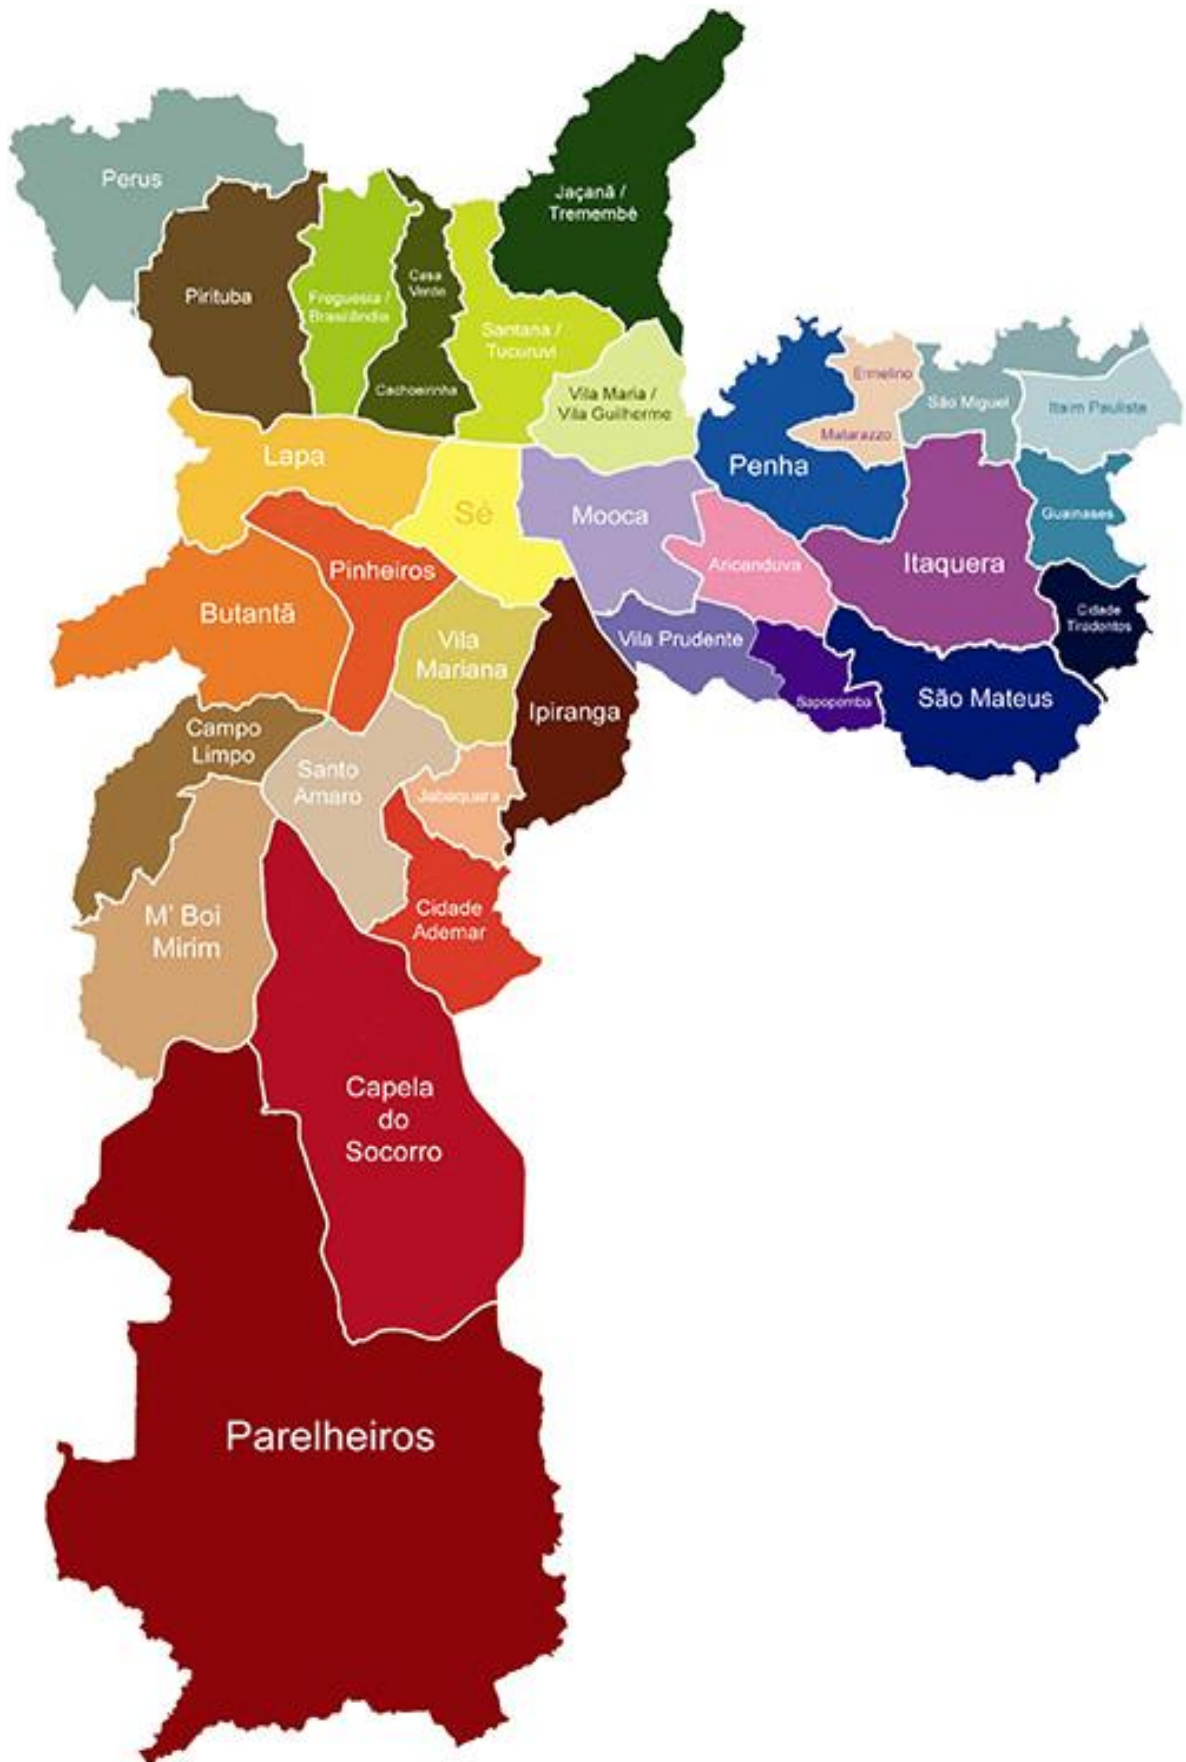 Perus
Jaçanã /
Tremembé
Pirituba
Freguesia /
Brasilândia
Casa
Verde
Cachoeirinha
Santana /
Tucuruvi
Vila Maria /
Vila Guilherme
Ermelino
Matarazzo
São Miguel
Itaim Paulista
Lapa
Sé
Mooca
Penha
Guaianases
Pinheiros
Aricanduva
Itaquera
Butantã
Vila
Mariana
Vila Prudente
Cidade
Tiradentes
Ipiranga
Sapopemba
São Mateus
Campo
Limpo
Santo
Amaro
Jabaquara
M' Boi
Mirim
Cidade
Ademar
Capela
do
Socorro
Parelheiros